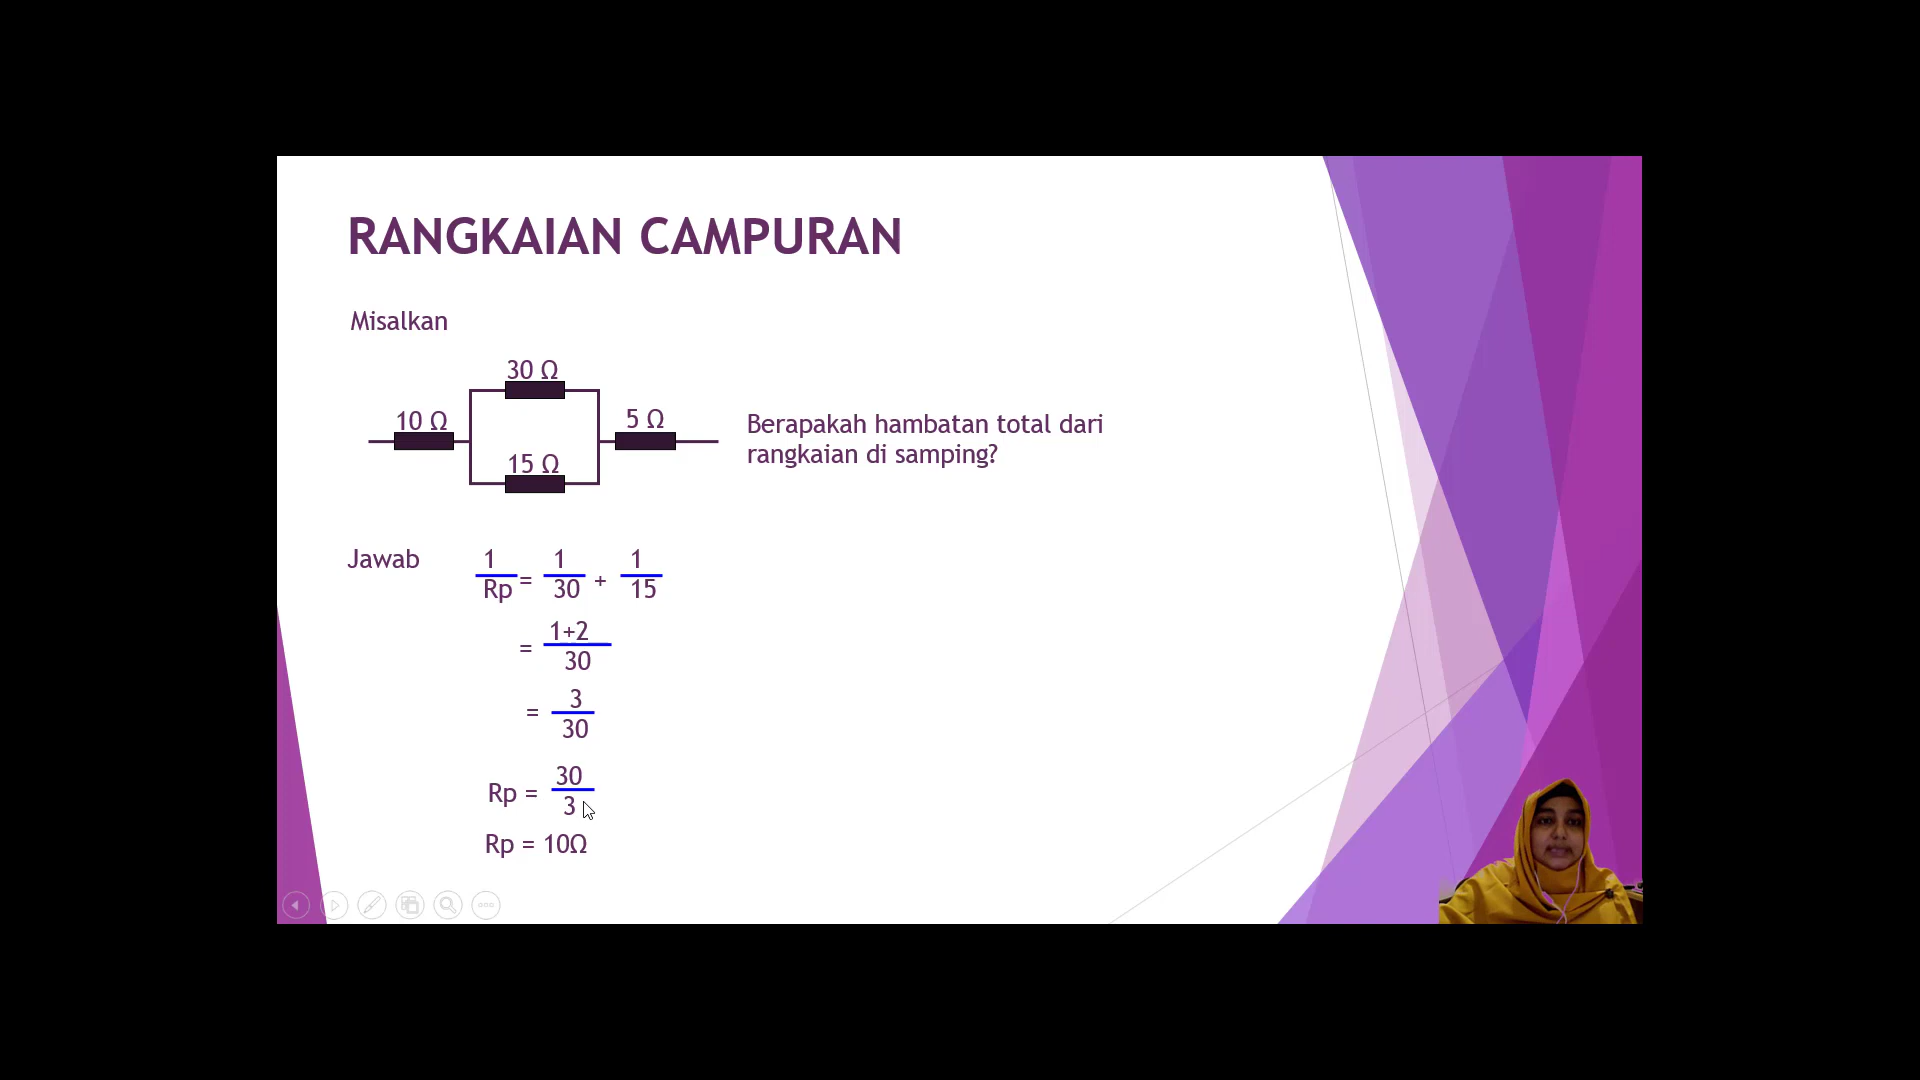 RANGKAIAN CAMPURAN
Misalkan
30 Ω
10 Ω
5 Ω
15 Ω
Berapakah hambatan total dari
rangkaian di samping?
Jawab
1 1 1
Rp = 30 + 15
1+2
= 30
3
= 30
30
Rp = 3
Rp = 10Ω